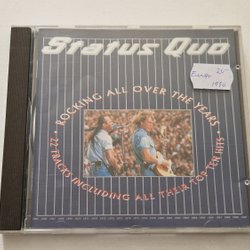 Status Quo
· ROCKING ALL OVER THE YEARS ·
22 TRACKS INCLUDING ALL THEIR TOP TEN HITS